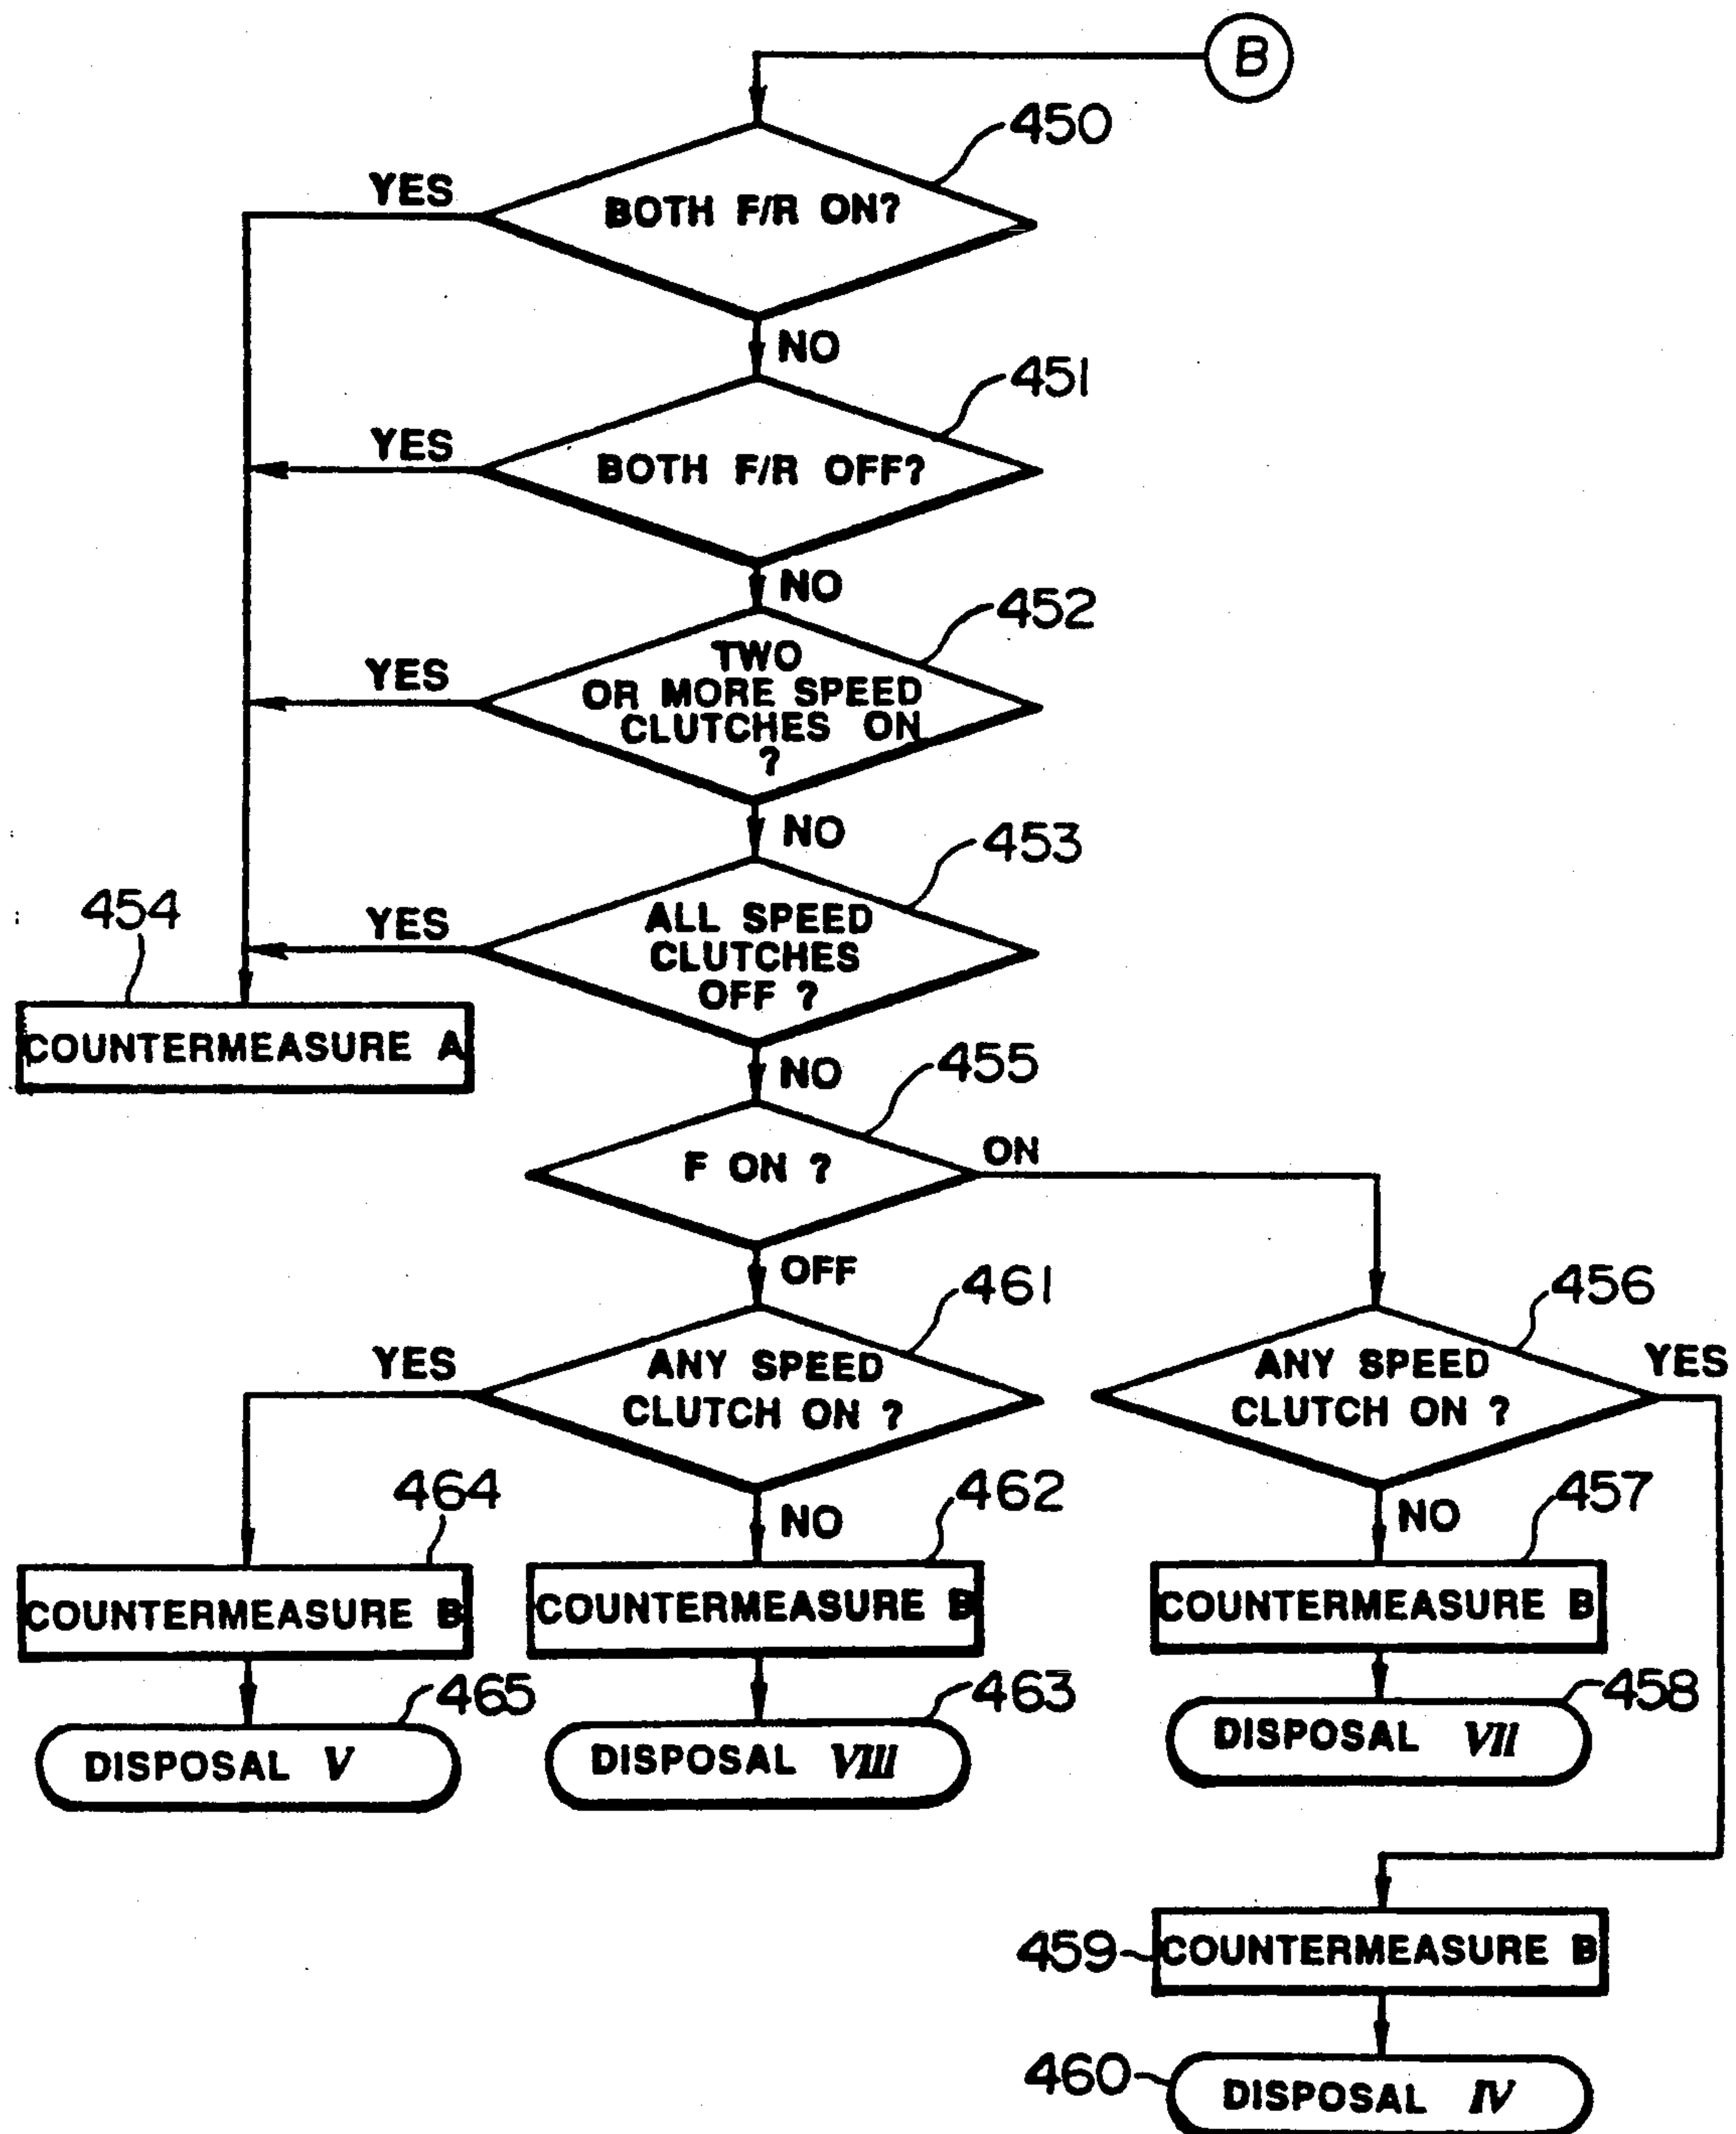 B
450
YES
BOTH F/R ON?
NO
451
YES
BOTH F/R OFF?
NO
452
YES
TWO
OR MORE SPEED
CLUTCHES ON
?
NO
453
454
YES
ALL SPEED
CLUTCHES
OFF ?
COUNTERMEASURE A
NO
455
F ON ?
ON
OFF
461
456
YES
ANY SPEED
CLUTCH ON ?
ANY SPEED
CLUTCH ON ?
YES
464
NO
462
NO
457
COUNTERMEASURE B
COUNTERMEASURE B
COUNTERMEASURE B
465
463
458
DISPOSAL V
DISPOSAL VIII
DISPOSAL VII
459
COUNTERMEASURE B
460
DISPOSAL IV